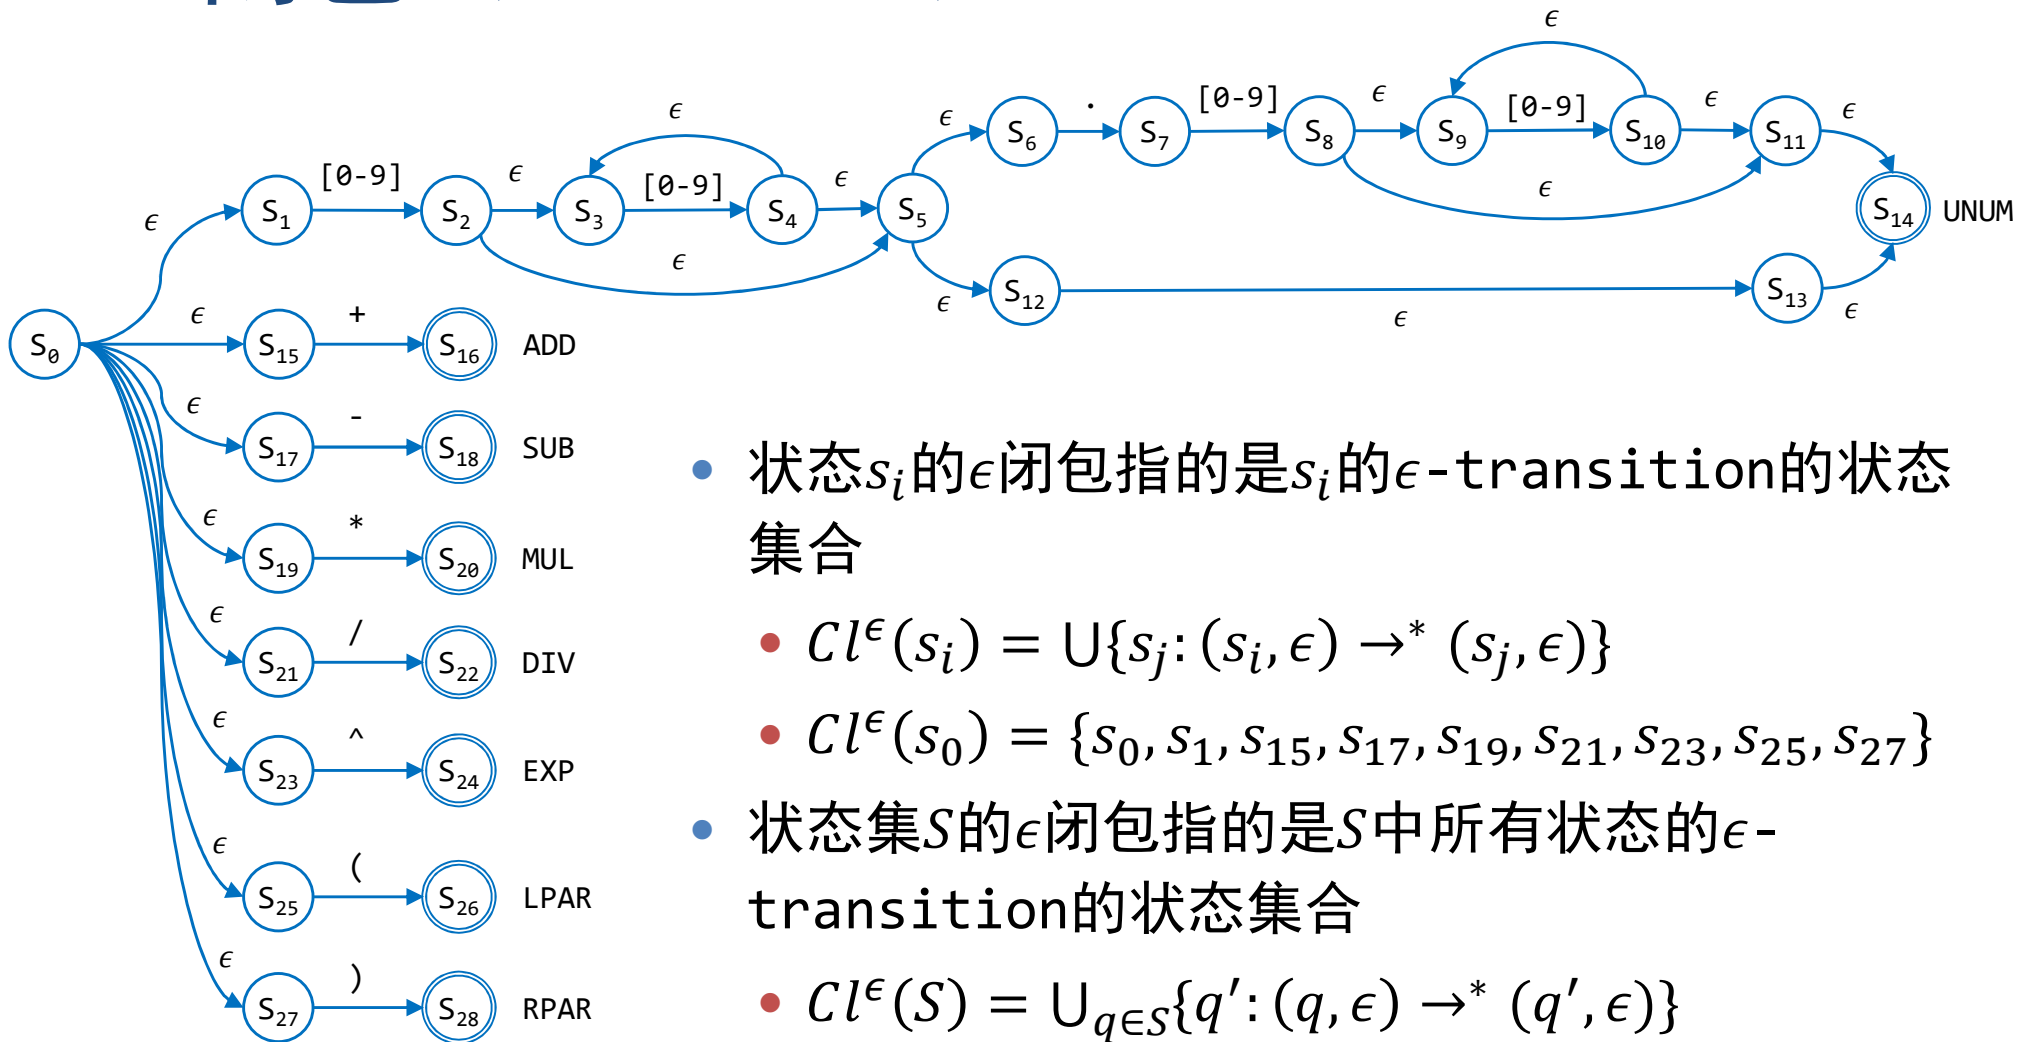 ϵ
ϵ [0-9] ϵ [0-9] ϵ ϵ
S₆ . S₇ S₈ S₉ S₁₀ S₁₁
ϵ
[0-9] ϵ [0-9] ϵ
S₁ S₂ S₃ S₄ S₅
ϵ ϵ
S₁₄ UNUM
ϵ
ϵ S₁₂ ϵ S₁₃ ϵ
S₀ ϵ S₁₅ + S₁₆ ADD
ϵ S₁₇ - S₁₈ SUB
ϵ S₁₉ * S₂₀ MUL
ϵ S₂₁ / S₂₂ DIV
ϵ S₂₃ ^ S₂₄ EXP
ϵ S₂₅ ( S₂₆ LPAR
ϵ S₂₇ ) S₂₈ RPAR
• 状态sᵢ的ϵ闭包指的是sᵢ的ϵ-transition的状态
集合
• Cl^ϵ(sᵢ) = ⋃{sⱼ: (sᵢ, ϵ) →* (sⱼ, ϵ)}
• Cl^ϵ(s₀) = {s₀, s₁, s₁₅, s₁₇, s₁₉, s₂₁, s₂₃, s₂₅, s₂₇}
• 状态集S的ϵ闭包指的是S中所有状态的ϵ-
transition的状态集合
• Cl^ϵ(S) = ⋃_{q∈S}{q′: (q, ϵ) →* (q′, ϵ)}